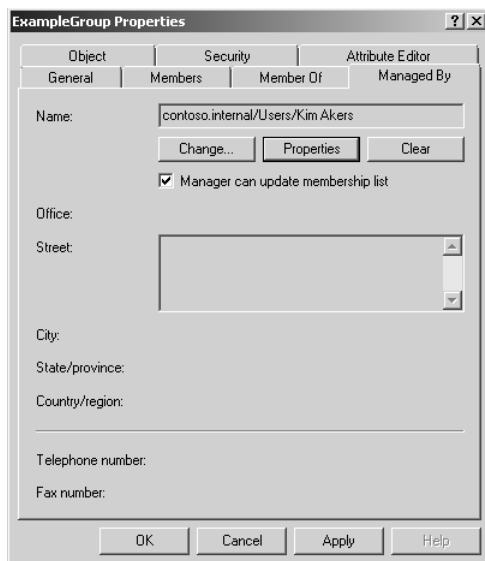 ExampleGroup Properties
Object Security Attribute Editor
General Members Member Of Managed By
Name: contoso.internal/Users/Kim Akers
Change... Properties Clear
Manager can update membership list
Office:
Street:
City:
State/province:
Country/region:
Telephone number:
Fax number:
OK Cancel Apply Help